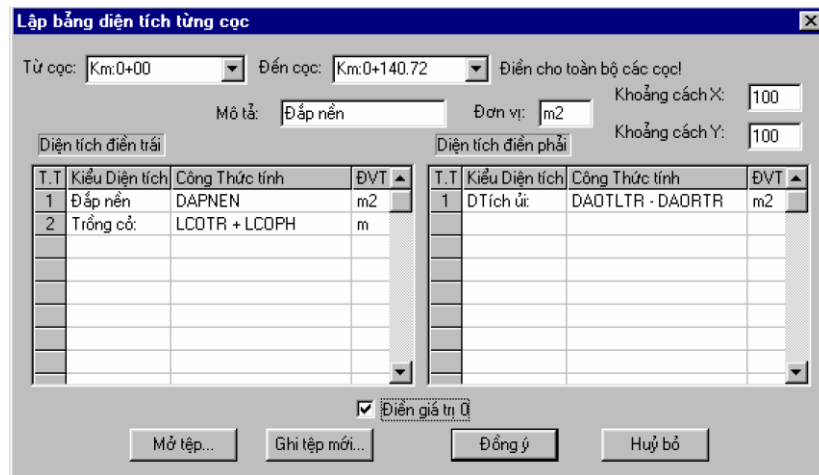 Lập bảng diện tích từng cọc
Từ cọc: Km:0+00 Đến cọc: Km:0+140.72 Điền cho toàn bộ các cọc!
Khoảng cách X: 100
Mô tả: Đắp nền Đơn vị: m2
Khoảng cách Y: 100
Diện tích điền trái Diện tích điền phải
T.T Kiểu Diện tích Công Thức tính ĐVT T.T Kiểu Diện tích Công Thức tính ĐVT
1 Đắp nền DAPNEN m2 1 DTích ủi: DAOTLTR - DAORTR m2
2 Trồng cỏ: LCOTR + LCOPH m
Điền giá trị 0
Mở tệp... Ghi tệp mới... Đồng ý Huỷ bỏ